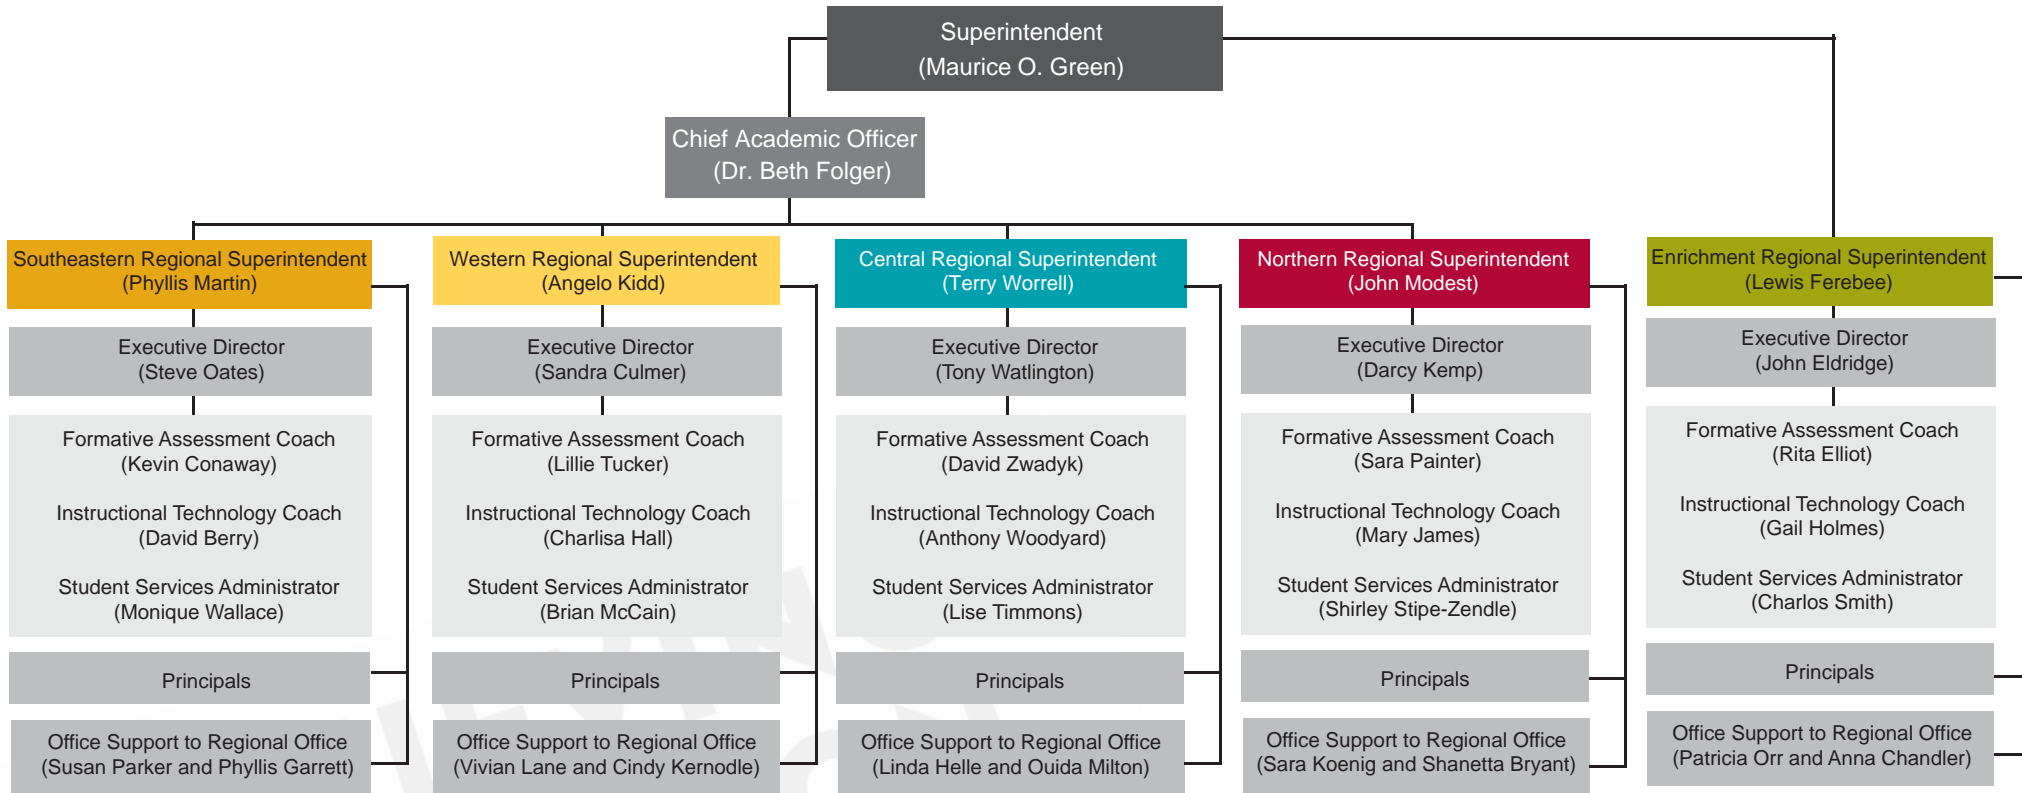 Superintendent
(Maurice O. Green)
Chief Academic Officer
(Dr. Beth Folger)
Southeastern Regional Superintendent
(Phyllis Martin)
Executive Director
(Steve Oates)
Formative Assessment Coach
(Kevin Conaway)
Instructional Technology Coach
(David Berry)
Student Services Administrator
(Monique Wallace)
Principals
Office Support to Regional Office
(Susan Parker and Phyllis Garrett)
Western Regional Superintendent
(Angelo Kidd)
Executive Director
(Sandra Culmer)
Formative Assessment Coach
(Lillie Tucker)
Instructional Technology Coach
(Charlisa Hall)
Student Services Administrator
(Brian McCain)
Principals
Office Support to Regional Office
(Vivian Lane and Cindy Kernodle)
Central Regional Superintendent
(Terry Worrell)
Executive Director
(Tony Watlington)
Formative Assessment Coach
(David Zwadyk)
Instructional Technology Coach
(Anthony Woodyard)
Student Services Administrator
(Lise Timmons)
Principals
Office Support to Regional Office
(Linda Helle and Ouida Milton)
Northern Regional Superintendent
(John Modest)
Executive Director
(Darcy Kemp)
Formative Assessment Coach
(Sara Painter)
Instructional Technology Coach
(Mary James)
Student Services Administrator
(Shirley Stipe-Zendle)
Principals
Office Support to Regional Office
(Sara Koenig and Shanetta Bryant)
Enrichment Regional Superintendent
(Lewis Ferebee)
Executive Director
(John Eldridge)
Formative Assessment Coach
(Rita Elliot)
Instructional Technology Coach
(Gail Holmes)
Student Services Administrator
(Charlos Smith)
Principals
Office Support to Regional Office
(Patricia Orr and Anna Chandler)